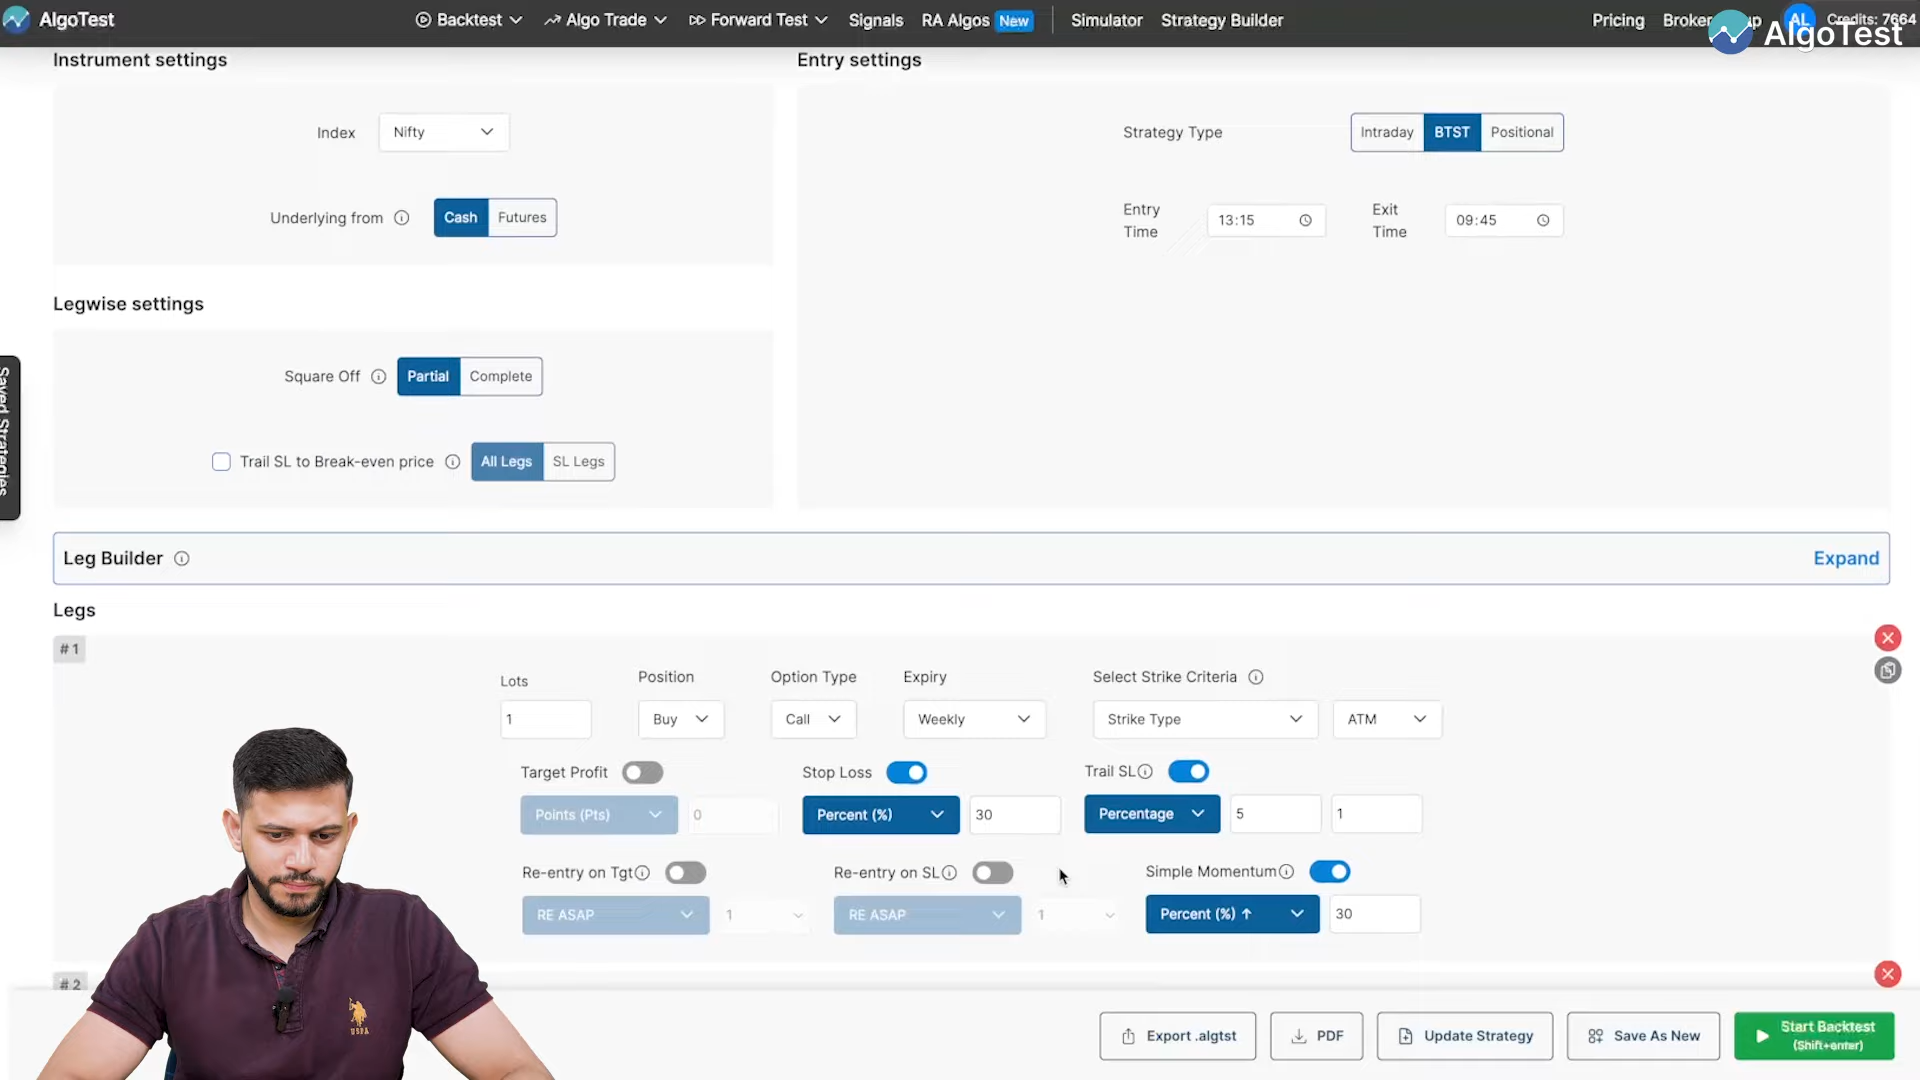 AlgoTest
Backtest
Algo Trade
Forward Test
Signals
RA Algos New
Simulator
Strategy Builder
Pricing
AL
Credits: 7664
AlgoTest
Instrument settings
Entry settings
Index
Nifty
Strategy Type
Intraday BTST Positional
Underlying from
Cash Futures
Entry
Time
13:15
Exit
Time
09:45
Legwise settings
Square Off
Partial Complete
Trail SL to Break-even price
All Legs SL Legs
Saved Strategies
Leg Builder
Expand
Legs
#1
Lots
1
Position
Buy
Option Type
Call
Expiry
Weekly
Select Strike Criteria
Strike Type
ATM
Target Profit
Points (Pts)
0
Stop Loss
Percent (%)
30
Trail SL
Percentage
5
1
Re-entry on Tgt
RE ASAP
1
Re-entry on SL
RE ASAP
1
Simple Momentum
Percent (%) ↑
30
#2
USPA
Export .algtst
PDF
Update Strategy
Save As New
Start Backtest
(Shift+enter)